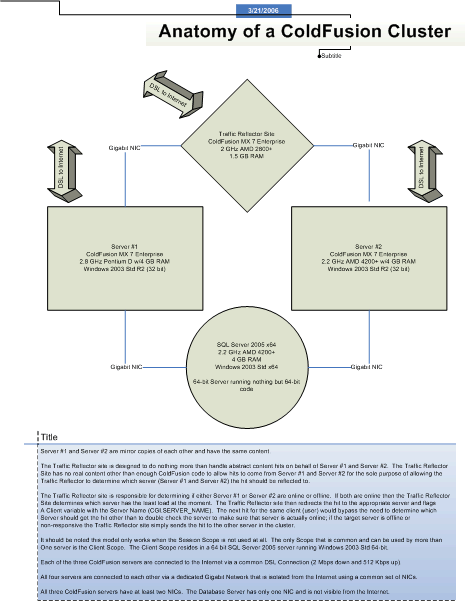 3/21/2006
Anatomy of a ColdFusion Cluster
Subtitle
DSL to Internet
Traffic Reflector Site
ColdFusion MX 7 Enterprise
2 GHz AMD 2800+
1.5 GB RAM
Gigabit NIC
Gigabit NIC
DSL to Internet
DSL to Internet
Server #1
ColdFusion MX 7 Enterprise
2.8 GHz Pentium D w/4 GB RAM
Windows 2003 Std R2 (32 bit)
Server #2
ColdFusion MX 7 Enterprise
2.2 GHz AMD 4200+ w/4 GB RAM
Windows 2003 Std R2 (32 bit)
SQL Server 2005 x64
2.2 GHz AMD 4200+
4 GB RAM
Windows 2003 Std x64
64-bit Server running nothing but 64-bit
code
Gigabit NIC
Gigabit NIC
Title
Server #1 and Server #2 are mirror copies of each other and have the same content.
The Traffic Reflector site is designed to do nothing more than handle abstract content hits on behalf of Server #1 and Server #2. The Traffic Reflector
Site has no real content other than enough ColdFusion code to allow hits to come from Server #1 and Server #2 for the sole purpose of allowing the
Traffic Reflector to determine which server (Server #1 and Server #2) the hit should be reflected to.
The Traffic Reflector site is responsible for determining if either Server #1 or Server #2 are online or offline. If both are online then the Traffic Reflector
Site determines which server has the least load at the moment. The Traffic Reflector site then redirects the hit to the appropriate server and flags
A Client variable with the Server Name (CGI.SERVER_NAME). The next hit for the same client (user) would bypass the need to determine which
Server should get the hit other than to double check the server to make sure that server is actually online; if the target server is offline or
non-responsive the Traffic Reflector site simply sends the hit to the other server in the cluster.
It should be noted this model only works when the Session Scope is not used at all. The only Scope that is common and can be used by more than
One server is the Client Scope. The Client Scope resides in a 64 bit SQL Server 2005 server running Windows 2003 Std 64-bit.
Each of the three ColdFusion servers are connected to the Internet via a common DSL Connection (2 Mbps down and 512 Kbps up)
All four servers are connected to each other via a dedicated Gigabit Network that is isolated from the Internet using a common set of NICs.
All three ColdFusion servers have at least two NICs. The Database Server has only one NIC and is not visible from the Internet.